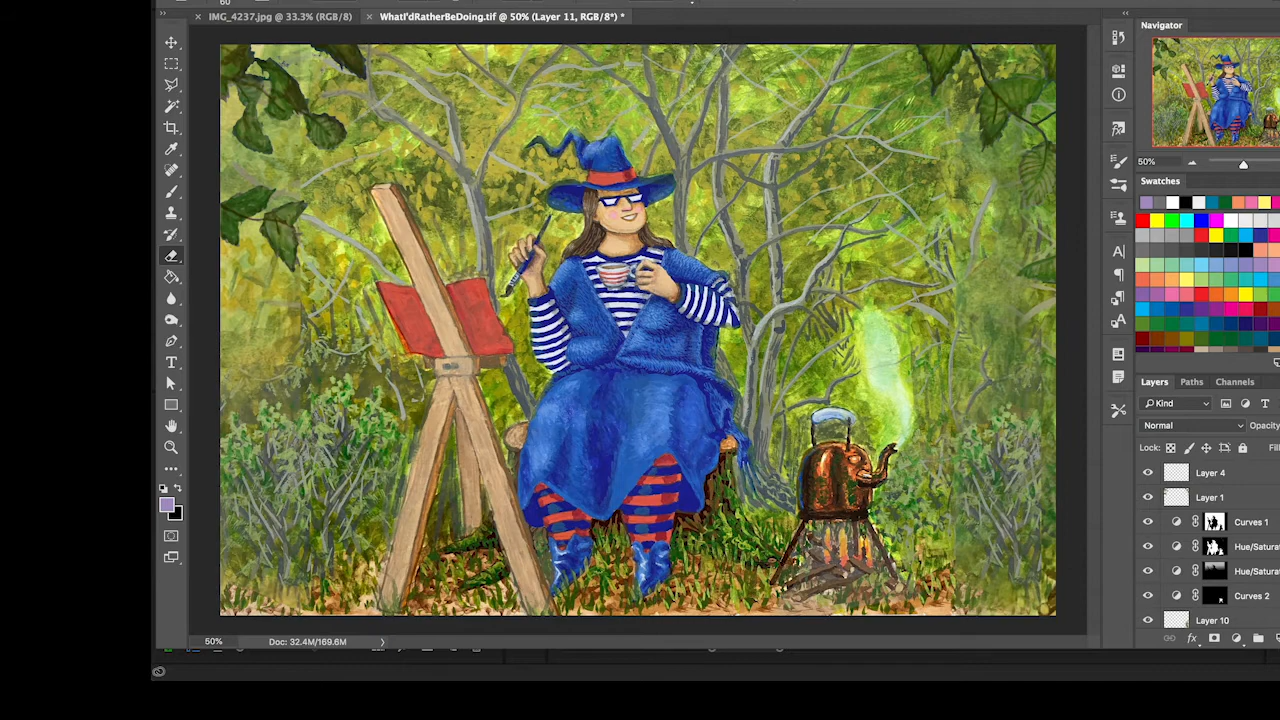 60
× IMG_4237.jpg @ 33.3% (RGB/8)
× WhatI'dRatherBeDoing.tif @ 50% (Layer 11, RGB/8*) *
Navigator
50%
Swatches
Layers Paths Channels
Kind
Normal
Opacity
Lock:
Fil
Layer 4
Layer 1
Curves 1
Hue/Saturat
Hue/Saturat
Curves 2
Layer 10
50%
Doc: 32.4M/169.6M